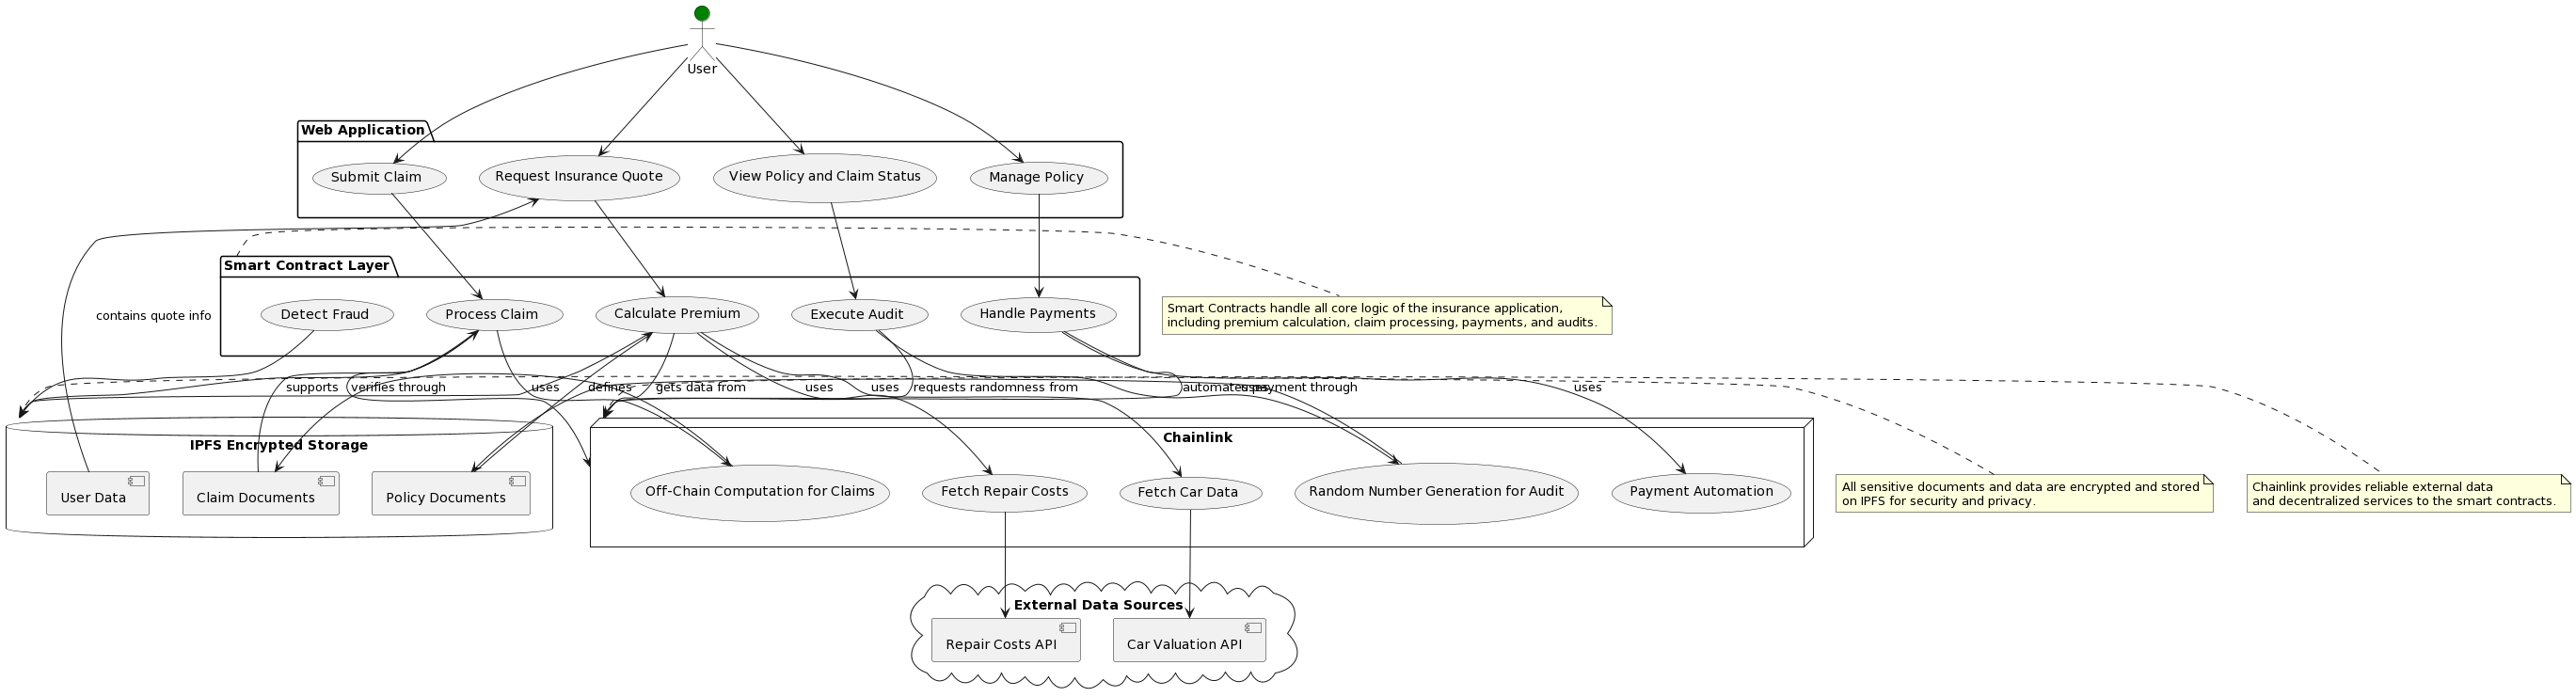 User
Web Application
Submit Claim
Request Insurance Quote
View Policy and Claim Status
Manage Policy
Smart Contract Layer
Detect Fraud
Process Claim
Calculate Premium
Execute Audit
Handle Payments
Smart Contracts handle all core logic of the insurance application,
including premium calculation, claim processing, payments, and audits.
contains quote info
supports
verifies through
uses
defines
gets data from
uses
uses
requests randomness from
automates payment through
uses
uses
IPFS Encrypted Storage
User Data
Claim Documents
Policy Documents
Chainlink
Off-Chain Computation for Claims
Fetch Repair Costs
Fetch Car Data
Random Number Generation for Audit
Payment Automation
All sensitive documents and data are encrypted and stored
on IPFS for security and privacy.
Chainlink provides reliable external data
and decentralized services to the smart contracts.
External Data Sources
Repair Costs API
Car Valuation API